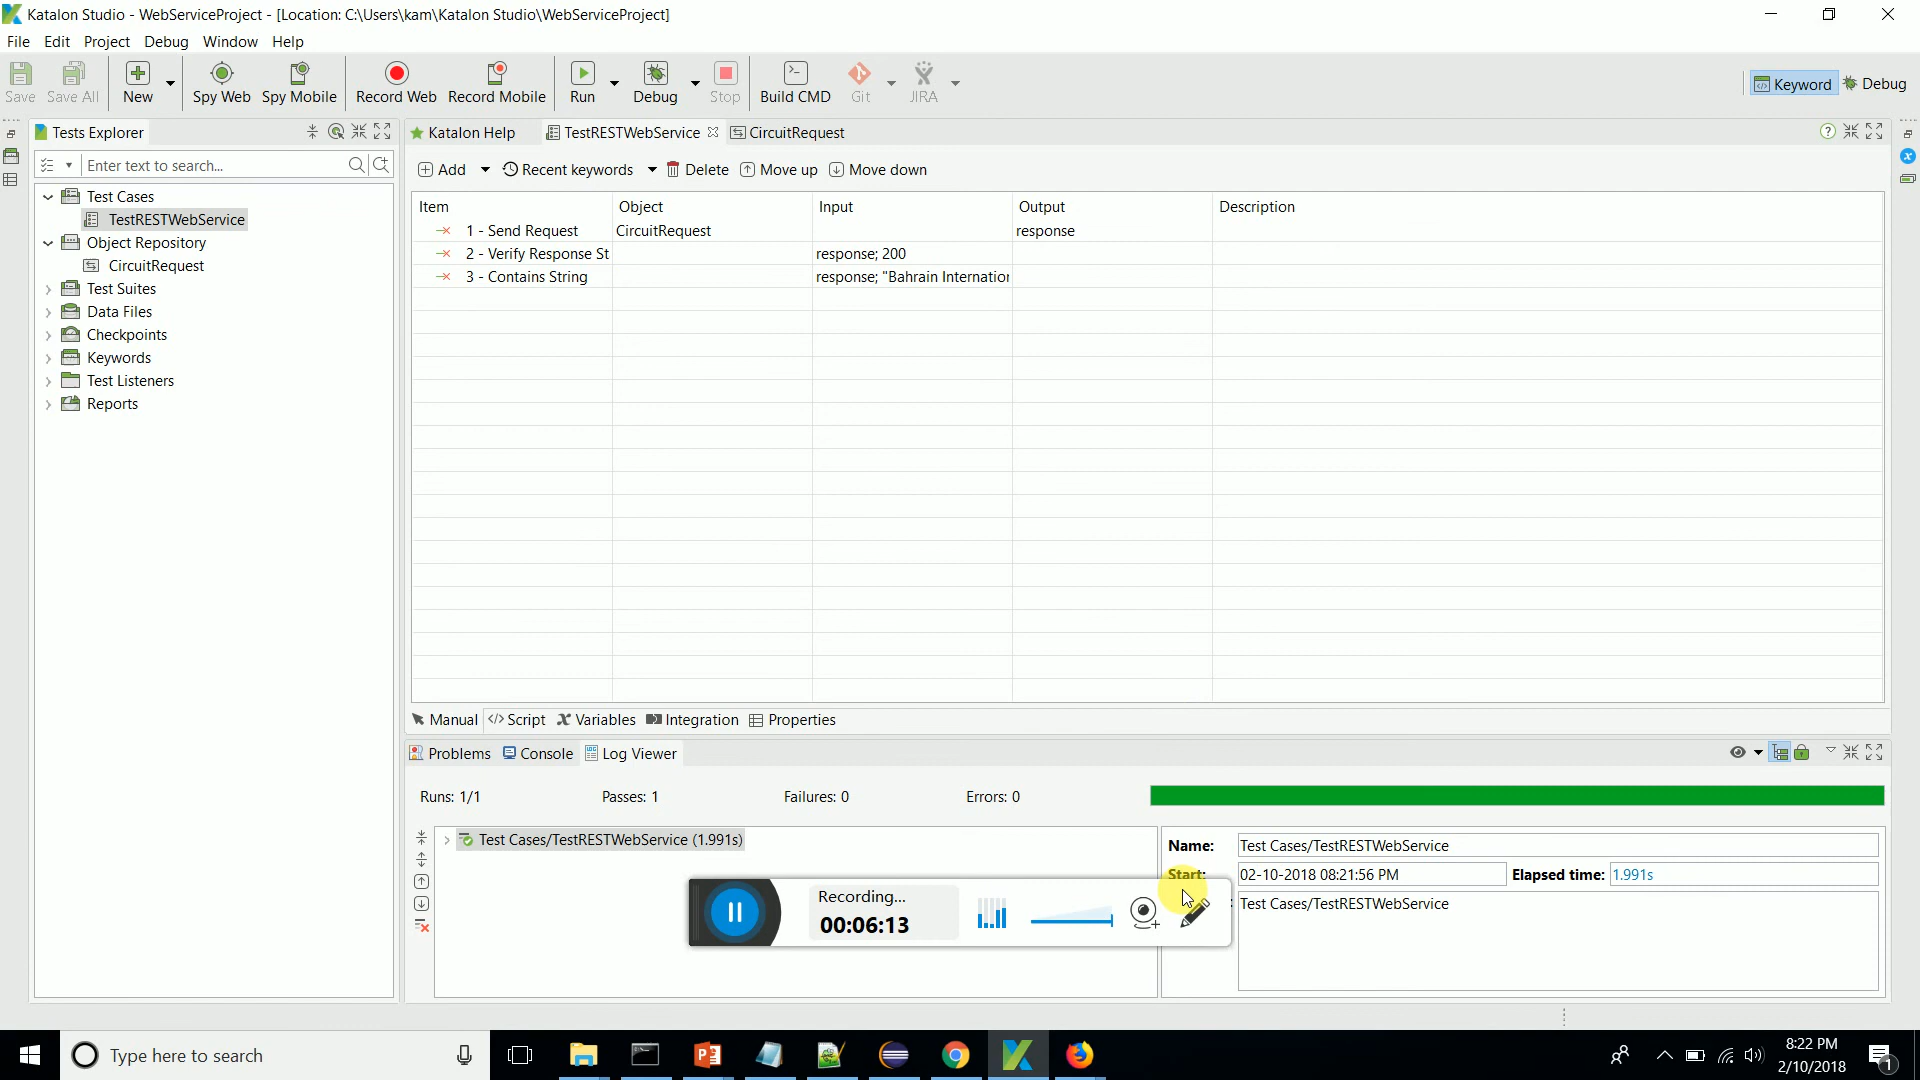 Katalon Studio - WebServiceProject - [Location: C:\Users\kam\Katalon Studio\WebServiceProject]
File Edit Project Debug Window Help
Save Save All New Spy Web Spy Mobile Record Web Record Mobile Run Debug Stop Build CMD Git JIRA Keyword Debug
Tests Explorer
Katalon Help TestRESTWebService CircuitRequest
Enter text to search...
Add Recent keywords Delete Move up Move down
Test Cases
TestRESTWebService
Object Repository
CircuitRequest
Test Suites
Data Files
Checkpoints
Keywords
Test Listeners
Reports
Item Object Input Output Description
1 - Send Request CircuitRequest response
2 - Verify Response St response; 200
3 - Contains String response; "Bahrain Internation
Manual Script Variables Integration Properties
Problems Console Log Viewer
Runs: 1/1 Passes: 1 Failures: 0 Errors: 0
Test Cases/TestRESTWebService (1.991s)
Name: Test Cases/TestRESTWebService
Start: 02-10-2018 08:21:56 PM Elapsed time: 1.991s
Test Cases/TestRESTWebService
Recording...
00:06:13
Type here to search
8:22 PM
2/10/2018
1